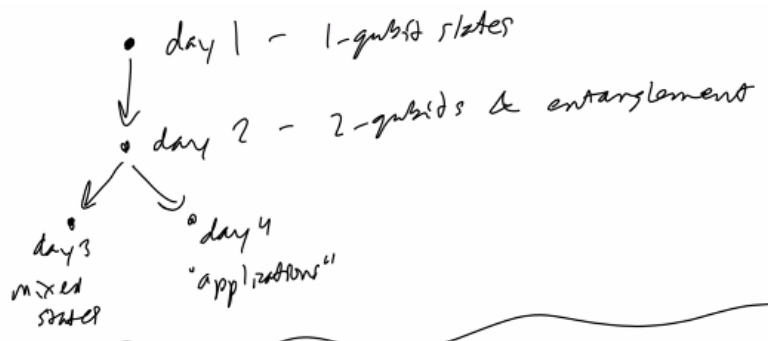 day 1 - 1-qubit states
day 2 - 2-qubits & entanglement
day 3
mixed
states
day 4
"applications"